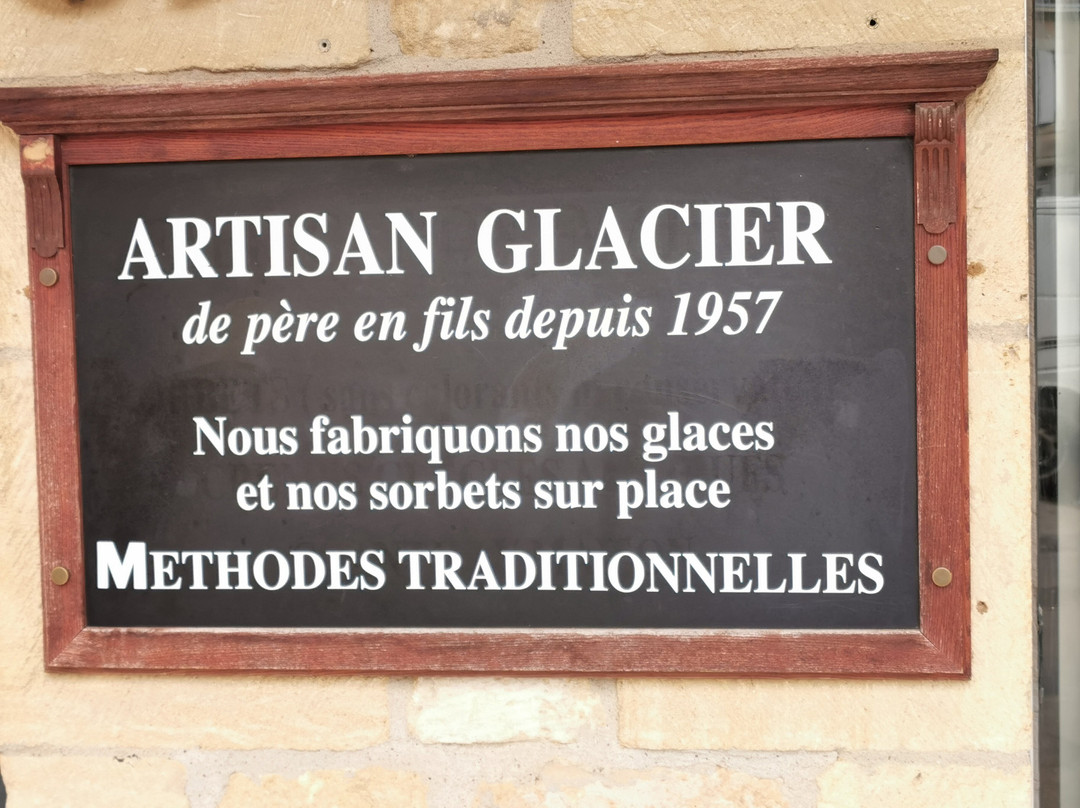 ARTISAN GLACIER
de père en fils depuis 1957
Nous fabriquons nos glaces
et nos sorbets sur place
METHODES TRADITIONNELLES